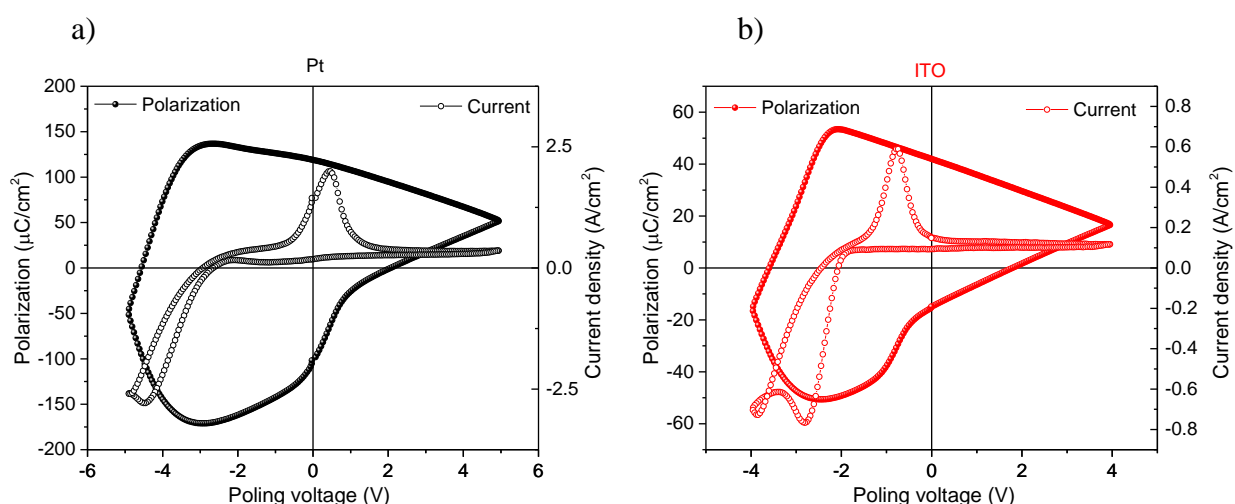 a)
Pt
Polarization
Current
200
150
100
50
0
-50
-100
-150
-200
2.5
0.0
-2.5
-6
-4
-2
0
2
4
6
Polarization (μC/cm²)
Current density (A/cm²)
Poling voltage (V)
b)
ITO
Polarization
Current
60
40
20
0
-20
-40
-60
0.8
0.6
0.4
0.2
0.0
-0.2
-0.4
-0.6
-0.8
-4
-2
0
2
4
Polarization (μC/cm²)
Current density (A/cm²)
Poling voltage (V)